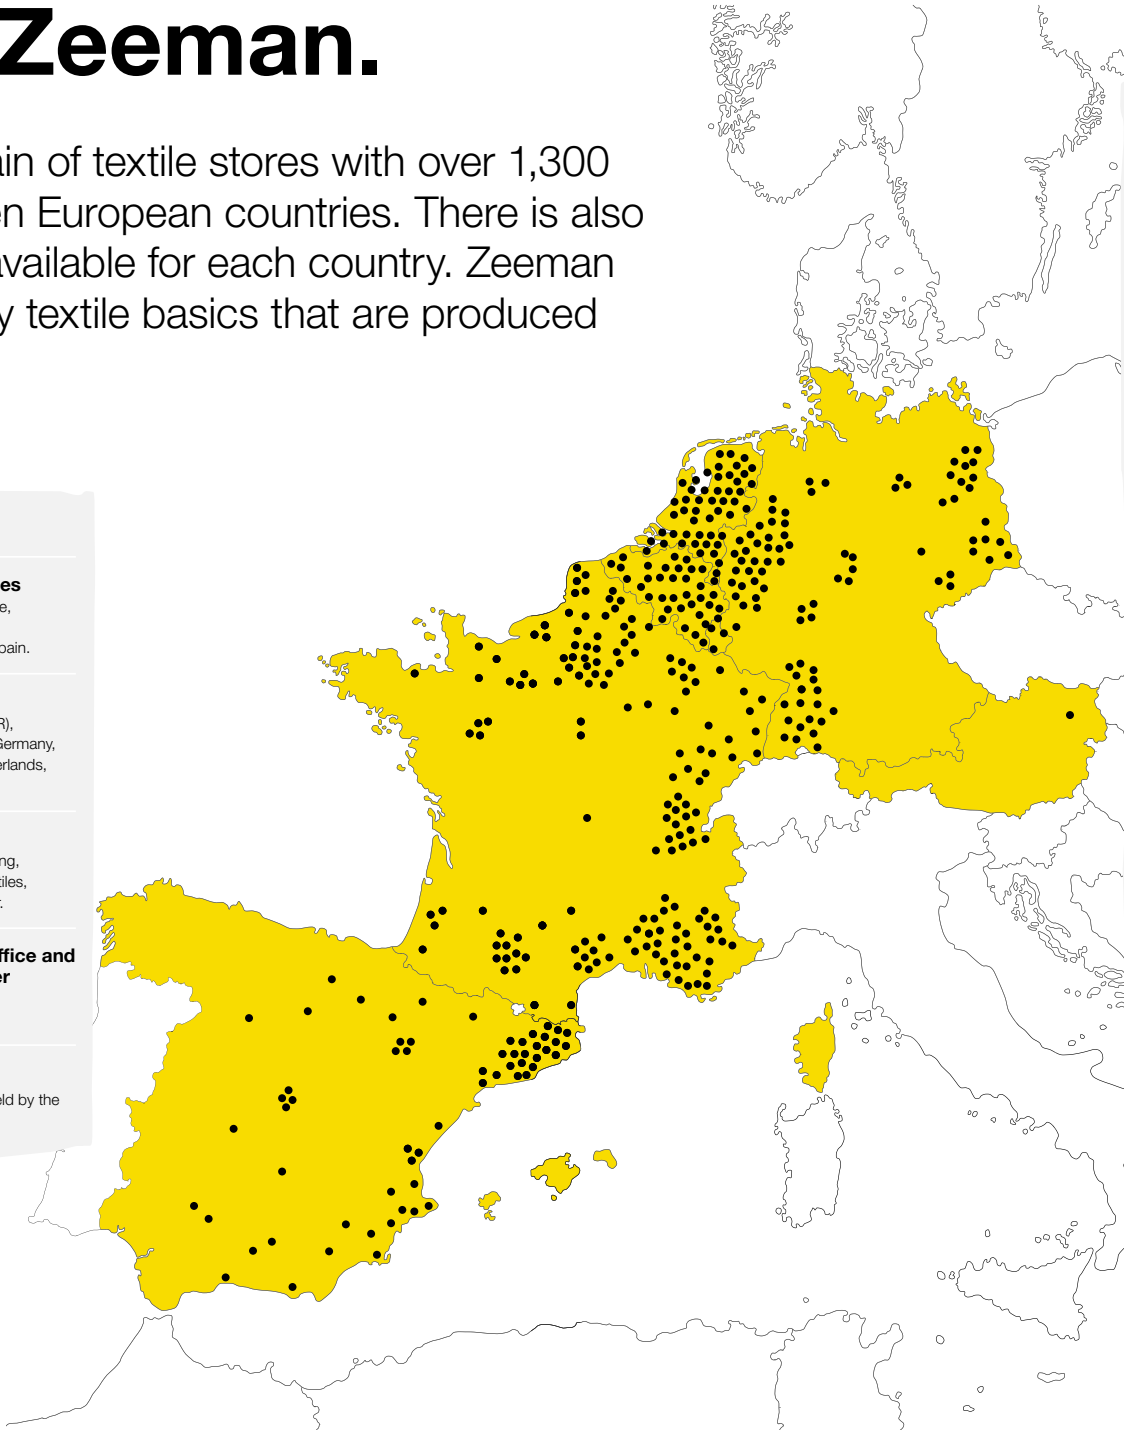 Zeeman.
ain of textile stores with over 1,300
en European countries. There is also
available for each country. Zeeman
y textile basics that are produced
es
e,
pain.
R),
Germany,
erlands,
ng,
tiles,
r.
ffice and
er
eld by the